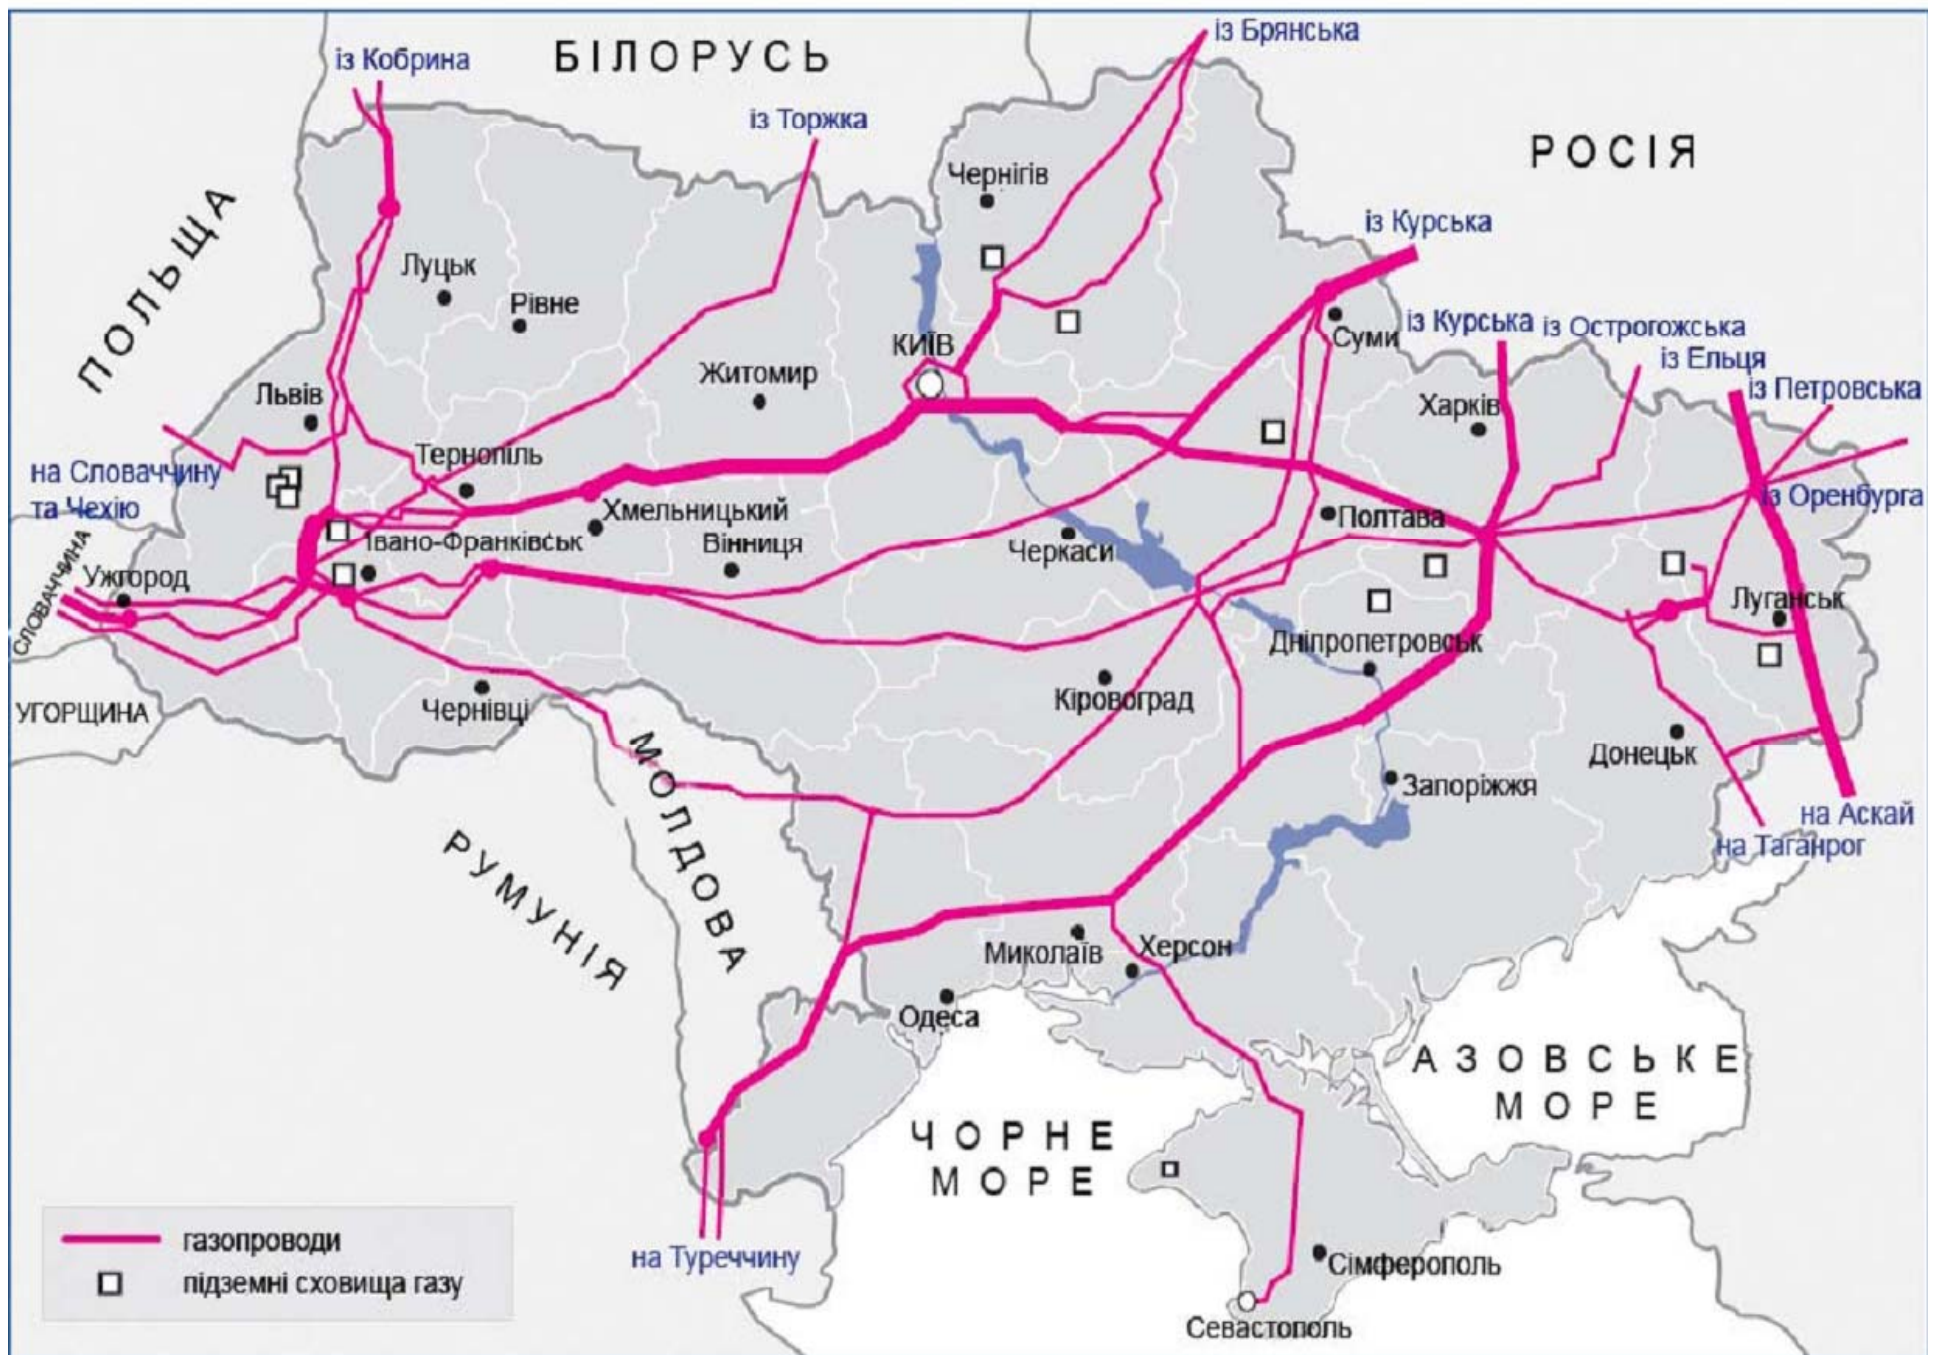 із Брянська
із Кобрина
БІЛОРУСЬ
із Торжка
РОСІЯ
Чернігів
ПОЛЬЩА
із Курська
Луцьк
Рівне
Суми
із Курська
із Острогожська
КИЇВ
із Ельця
Житомир
із Петровська
Львів
Харків
Тернопіль
на Словаччину
та Чехію
із Оренбурга
Хмельницький
Полтава
Івано-Франківськ
Вінниця
Черкаси
СЛОВАЧЧИНА
Ужгород
Луганськ
Дніпропетровськ
Кіровоград
УГОРЩИНА
Чернівці
МОЛДОВА
Донецьк
Запоріжжя
на Аскай
на Таганрог
РУМУНІЯ
Миколаїв
Херсон
Одеса
АЗОВСЬКЕ
МОРЕ
ЧОРНЕ
МОРЕ
газопроводи
на Туреччину
Сімферополь
підземні сховища газу
Севастополь